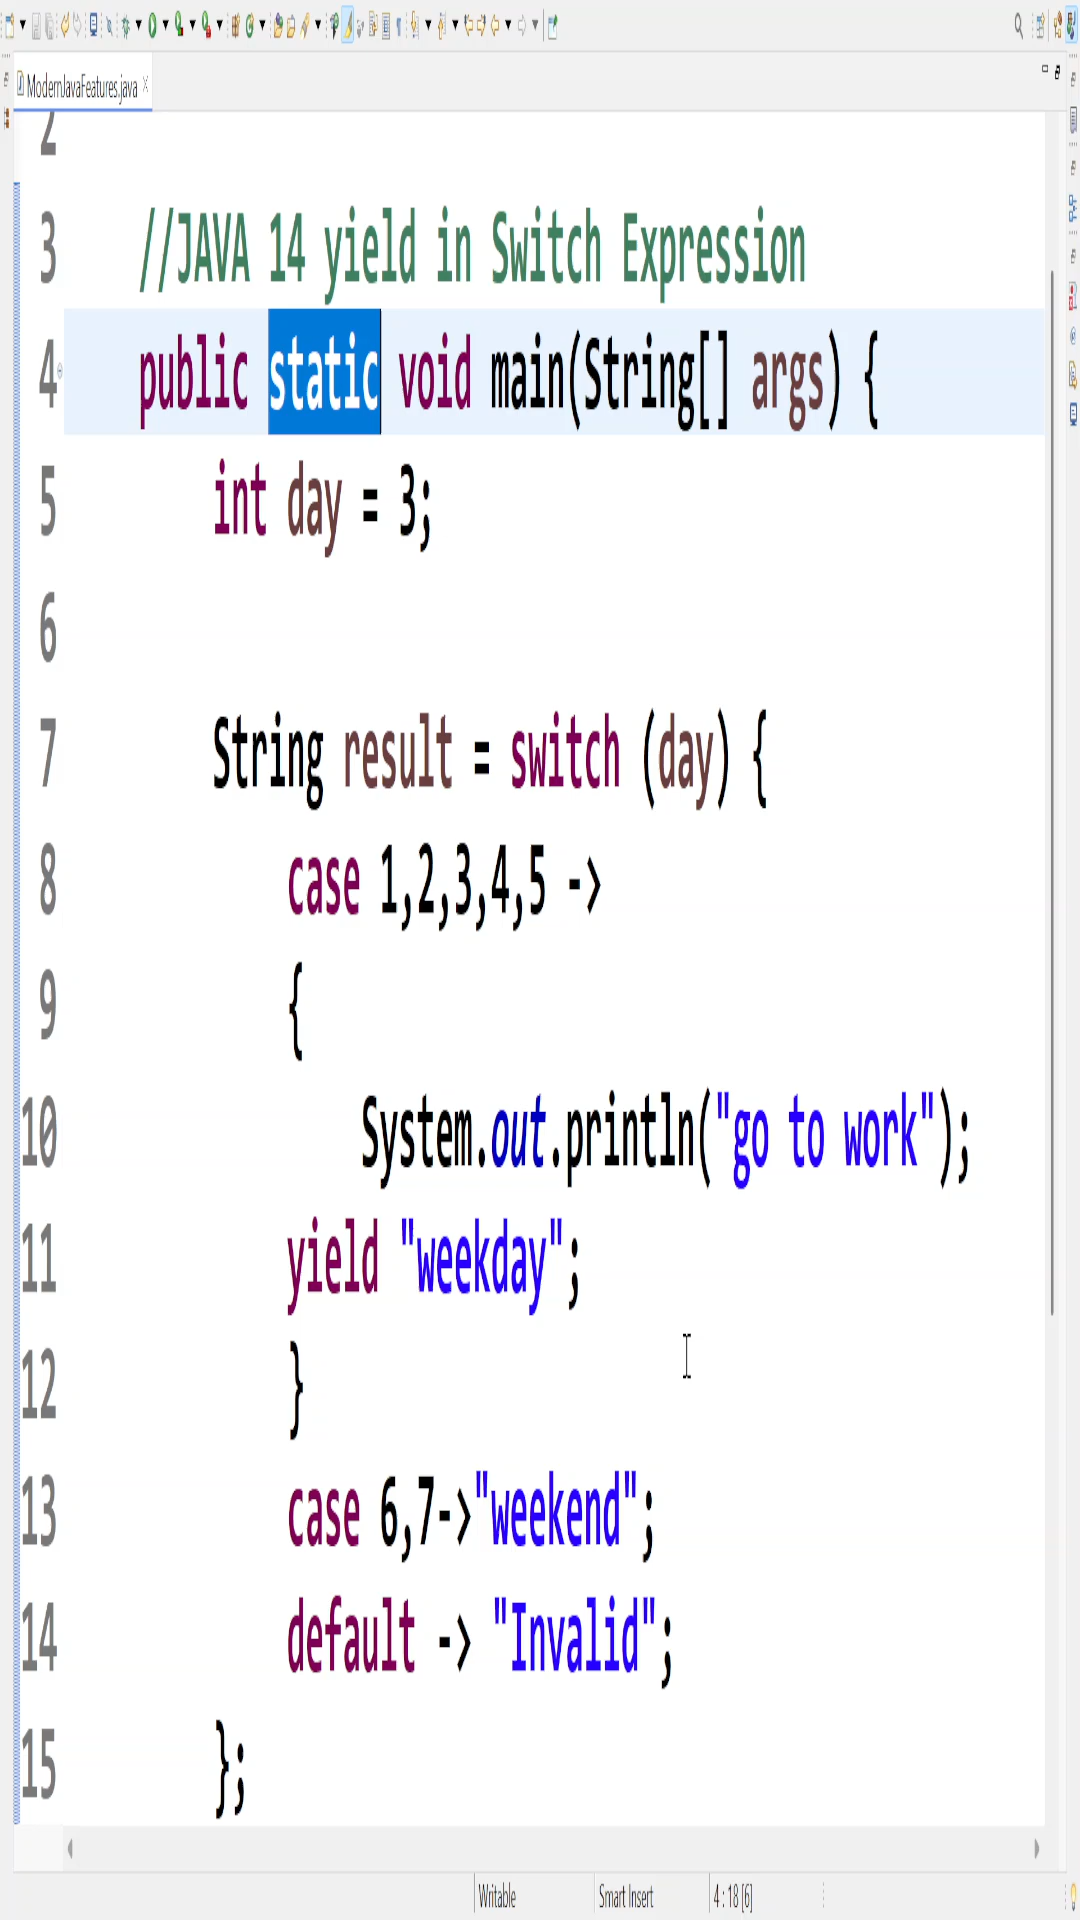 ModernJavaFeatures.java
2
3 //JAVA 14 yield in Switch Expression
4 public static void main(String[] args) {
5 int day = 3;
6
7 String result = switch (day) {
8 case 1,2,3,4,5 ->
9 {
10 System.out.println("go to work");
11 yield "weekday";
12 }
13 case 6,7->"weekend";
14 default -> "Invalid";
15 };
Writable Smart Insert 4 : 18 [6]